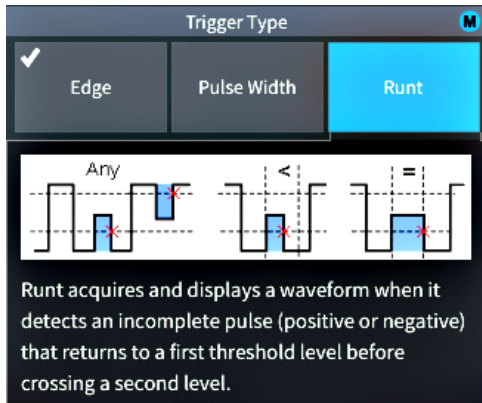 Trigger Type M
Edge Pulse Width Runt
Any < =
Runt acquires and displays a waveform when it
detects an incomplete pulse (positive or negative)
that returns to a first threshold level before
crossing a second level.